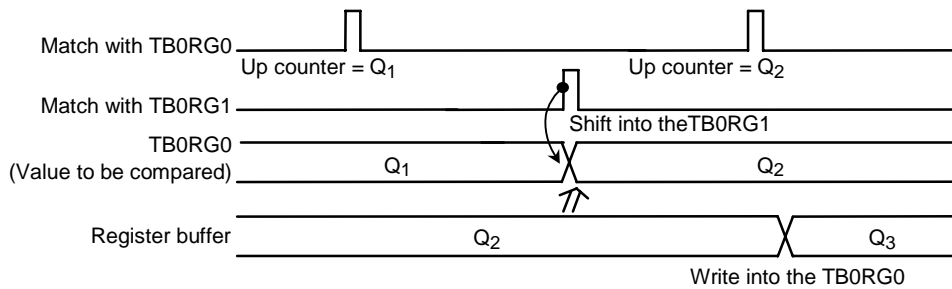 Match with TB0RG0
Up counter = Q1
Up counter = Q2
Match with TB0RG1
Shift into theTB0RG1
TB0RG0
(Value to be compared)
Q1
Q2
Register buffer
Q2
Q3
Write into the TB0RG0